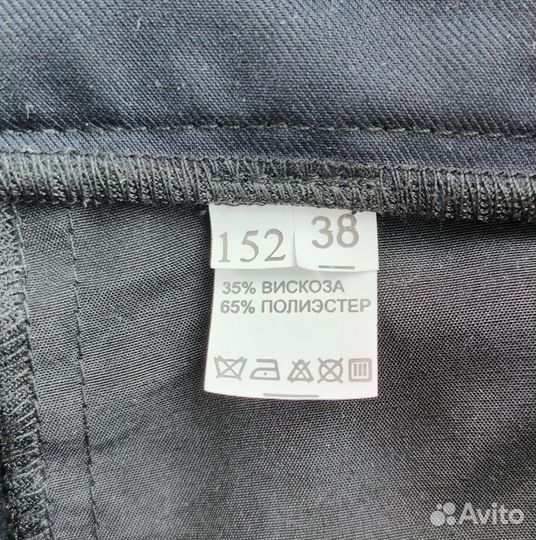 152 38
35% ВИСКОЗА
65% ПОЛИЭСТЕР
Avito